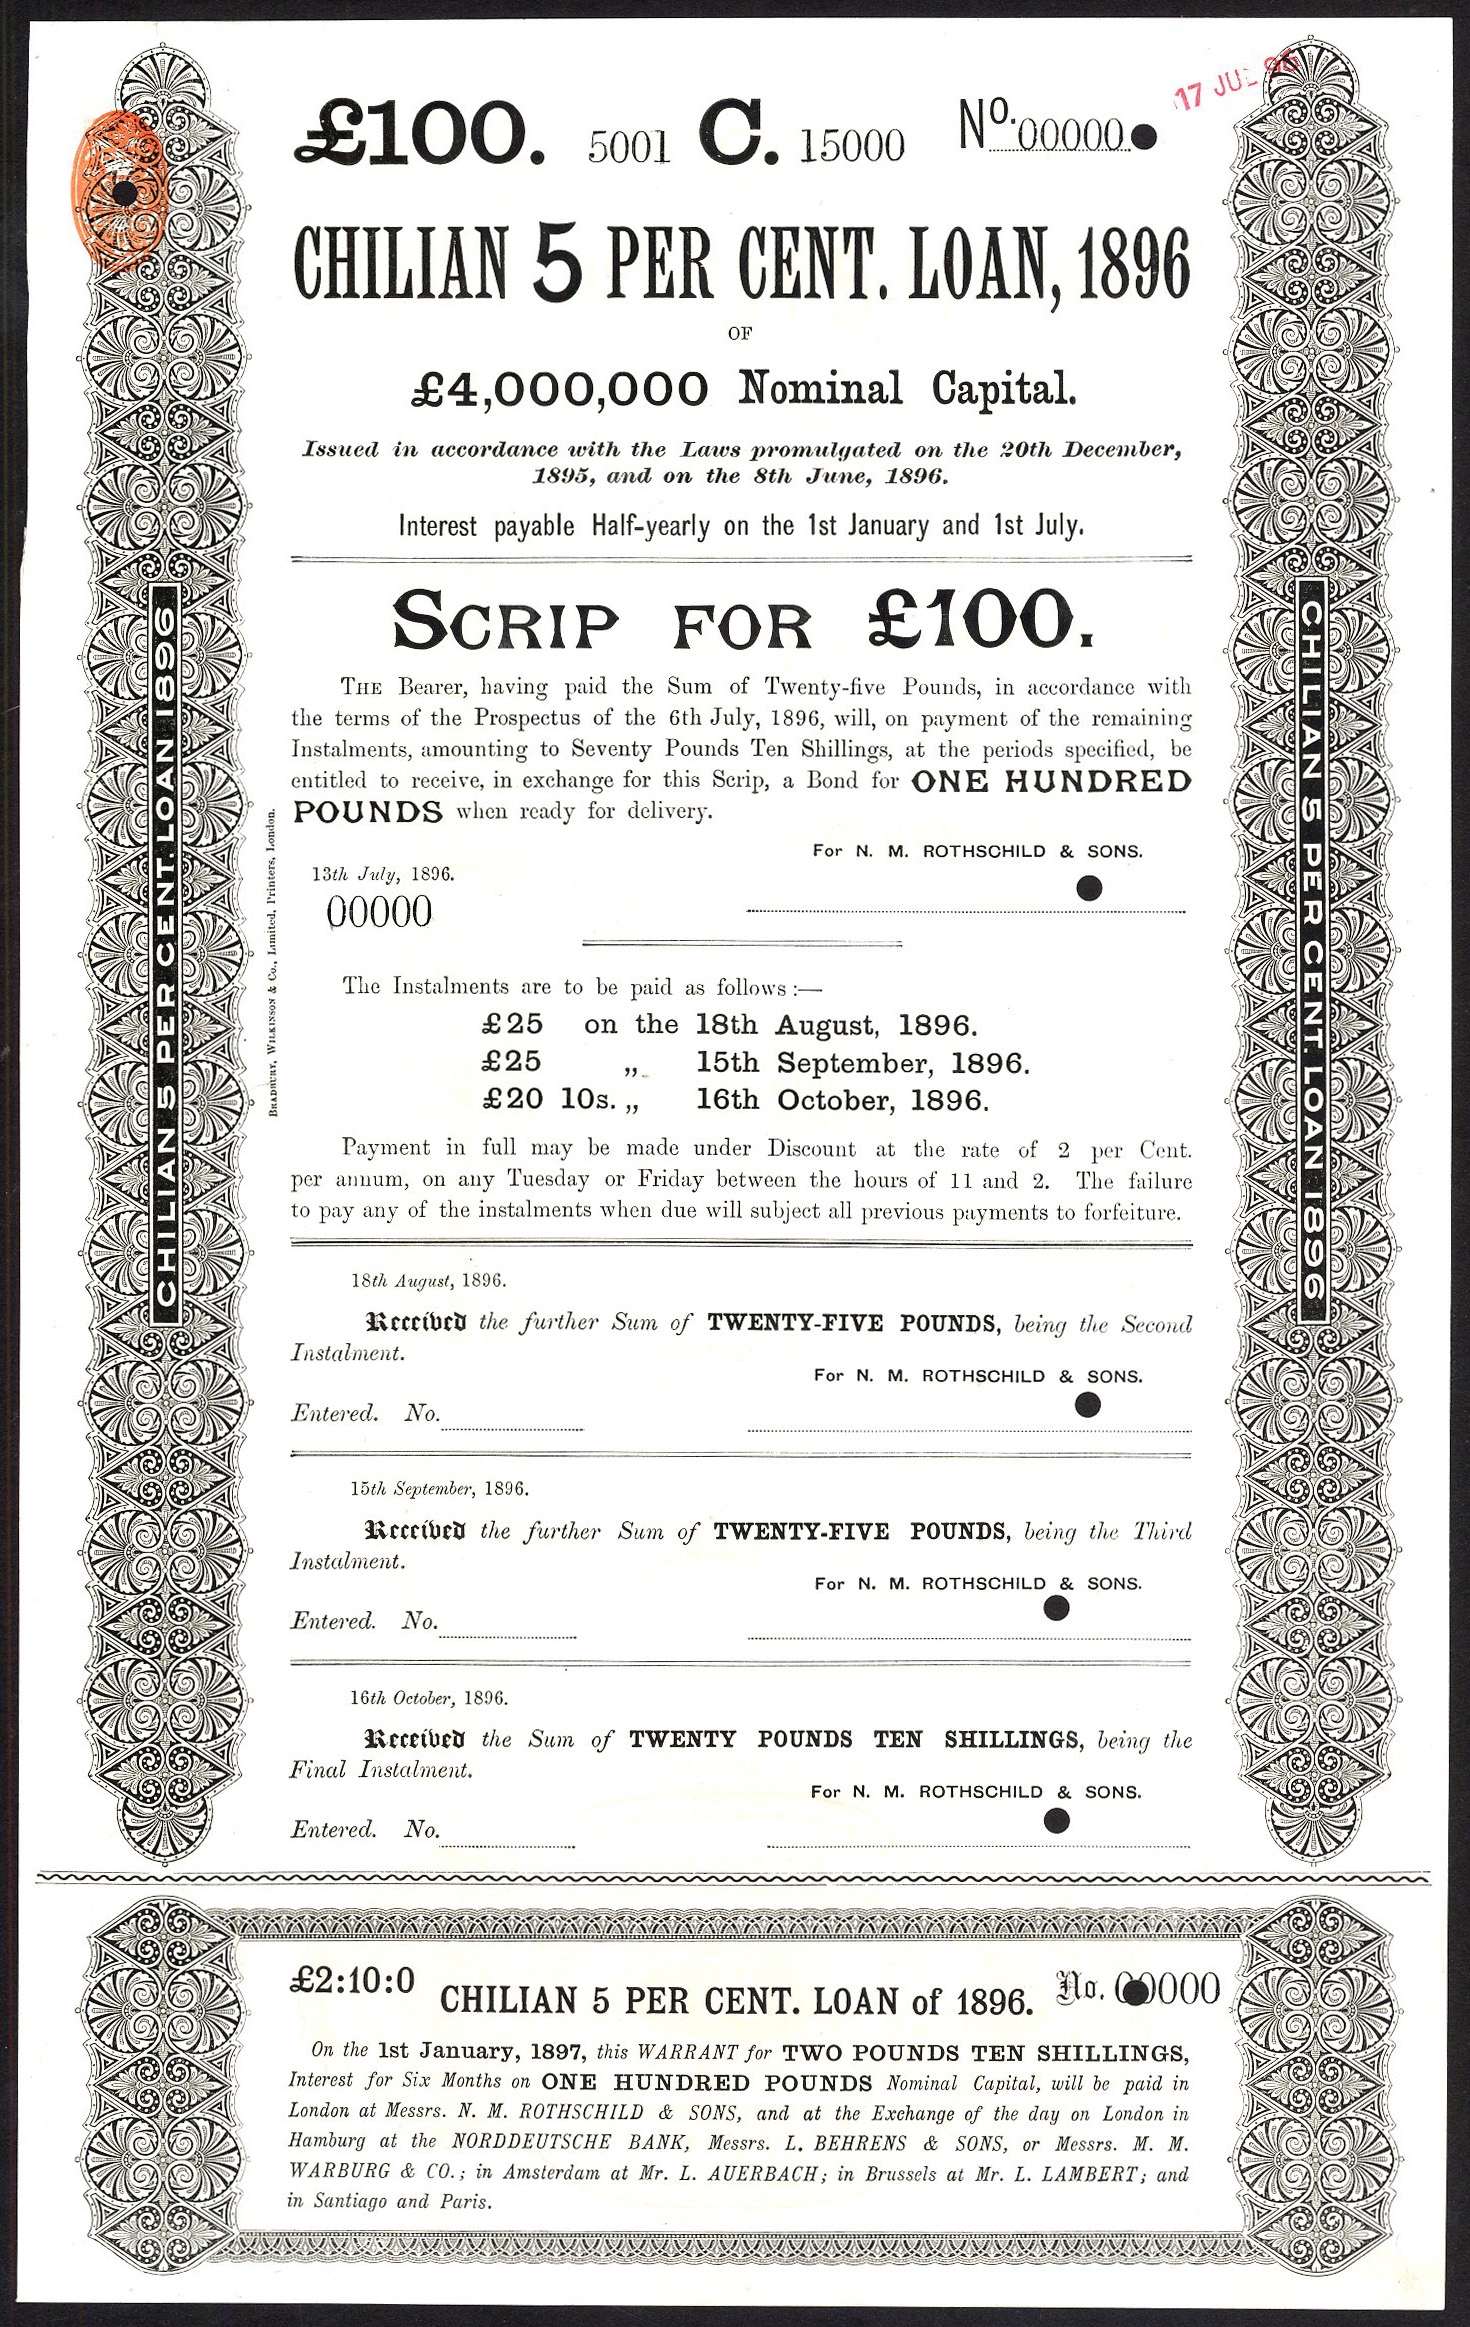 17 JUL 96
£100. 5001 C. 15000 No. 00000
CHILIAN 5 PER CENT. LOAN, 1896
OF
£4,000,000 Nominal Capital.
Issued in accordance with the Laws promulgated on the 20th December,
1895, and on the 8th June, 1896.
Interest payable Half-yearly on the 1st January and 1st July.
SCRIP FOR £100.
THE Bearer, having paid the Sum of Twenty-five Pounds, in accordance with
the terms of the Prospectus of the 6th July, 1896, will, on payment of the remaining
Instalments, amounting to Seventy Pounds Ten Shillings, at the periods specified, be
entitled to receive, in exchange for this Scrip, a Bond for ONE HUNDRED
POUNDS when ready for delivery.
For N. M. ROTHSCHILD & SONS.
13th July, 1896.
00000
The Instalments are to be paid as follows :—
£25 on the 18th August, 1896.
£25 „ 15th September, 1896.
£20 10s. „ 16th October, 1896.
Payment in full may be made under Discount at the rate of 2 per Cent.
per annum, on any Tuesday or Friday between the hours of 11 and 2. The failure
to pay any of the instalments when due will subject all previous payments to forfeiture.
18th August, 1896.
Received the further Sum of TWENTY-FIVE POUNDS, being the Second
Instalment.
For N. M. ROTHSCHILD & SONS.
Entered. No.
15th September, 1896.
Received the further Sum of TWENTY-FIVE POUNDS, being the Third
Instalment.
For N. M. ROTHSCHILD & SONS.
Entered. No.
16th October, 1896.
Received the Sum of TWENTY POUNDS TEN SHILLINGS, being the
Final Instalment.
For N. M. ROTHSCHILD & SONS.
Entered. No.
CHILIAN 5 PER CENT. LOAN 1896
CHILIAN 5 PER CENT. LOAN 1896
BRADBURY, WILKINSON & Co., Limited, Printers, London.
£2:10:0 CHILIAN 5 PER CENT. LOAN of 1896. No. 00000
On the 1st January, 1897, this WARRANT for TWO POUNDS TEN SHILLINGS,
Interest for Six Months on ONE HUNDRED POUNDS Nominal Capital, will be paid in
London at Messrs. N. M. ROTHSCHILD & SONS, and at the Exchange of the day on London in
Hamburg at the NORDDEUTSCHE BANK, Messrs. L. BEHRENS & SONS, or Messrs. M. M.
WARBURG & CO.; in Amsterdam at Mr. L. AUERBACH; in Brussels at Mr. L. LAMBERT; and
in Santiago and Paris.